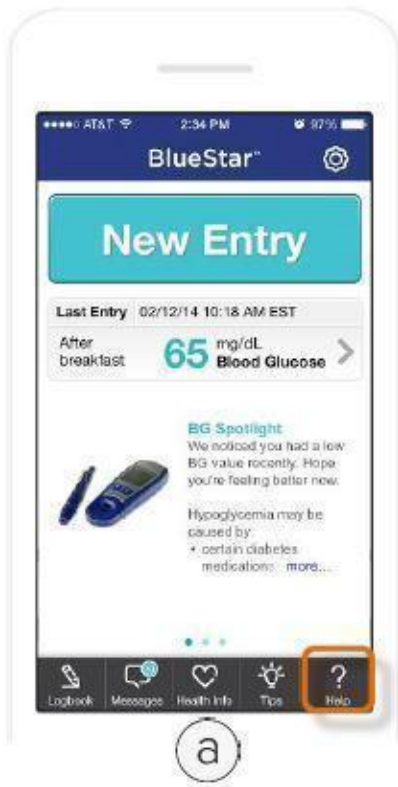 AT&T 2:34 PM 97%
BlueStar™
New Entry
Last Entry 02/12/14 10:18 AM EST
After
breakfast
65 mg/dL
Blood Glucose
BG Spotlight
We noticed you had a low
BG value recently. Hope
you're feeling better now.
Hypoglycemia may be
caused by
• certain diabetes
medications more...
Logbook Messages Health Info Tips ? Help
a